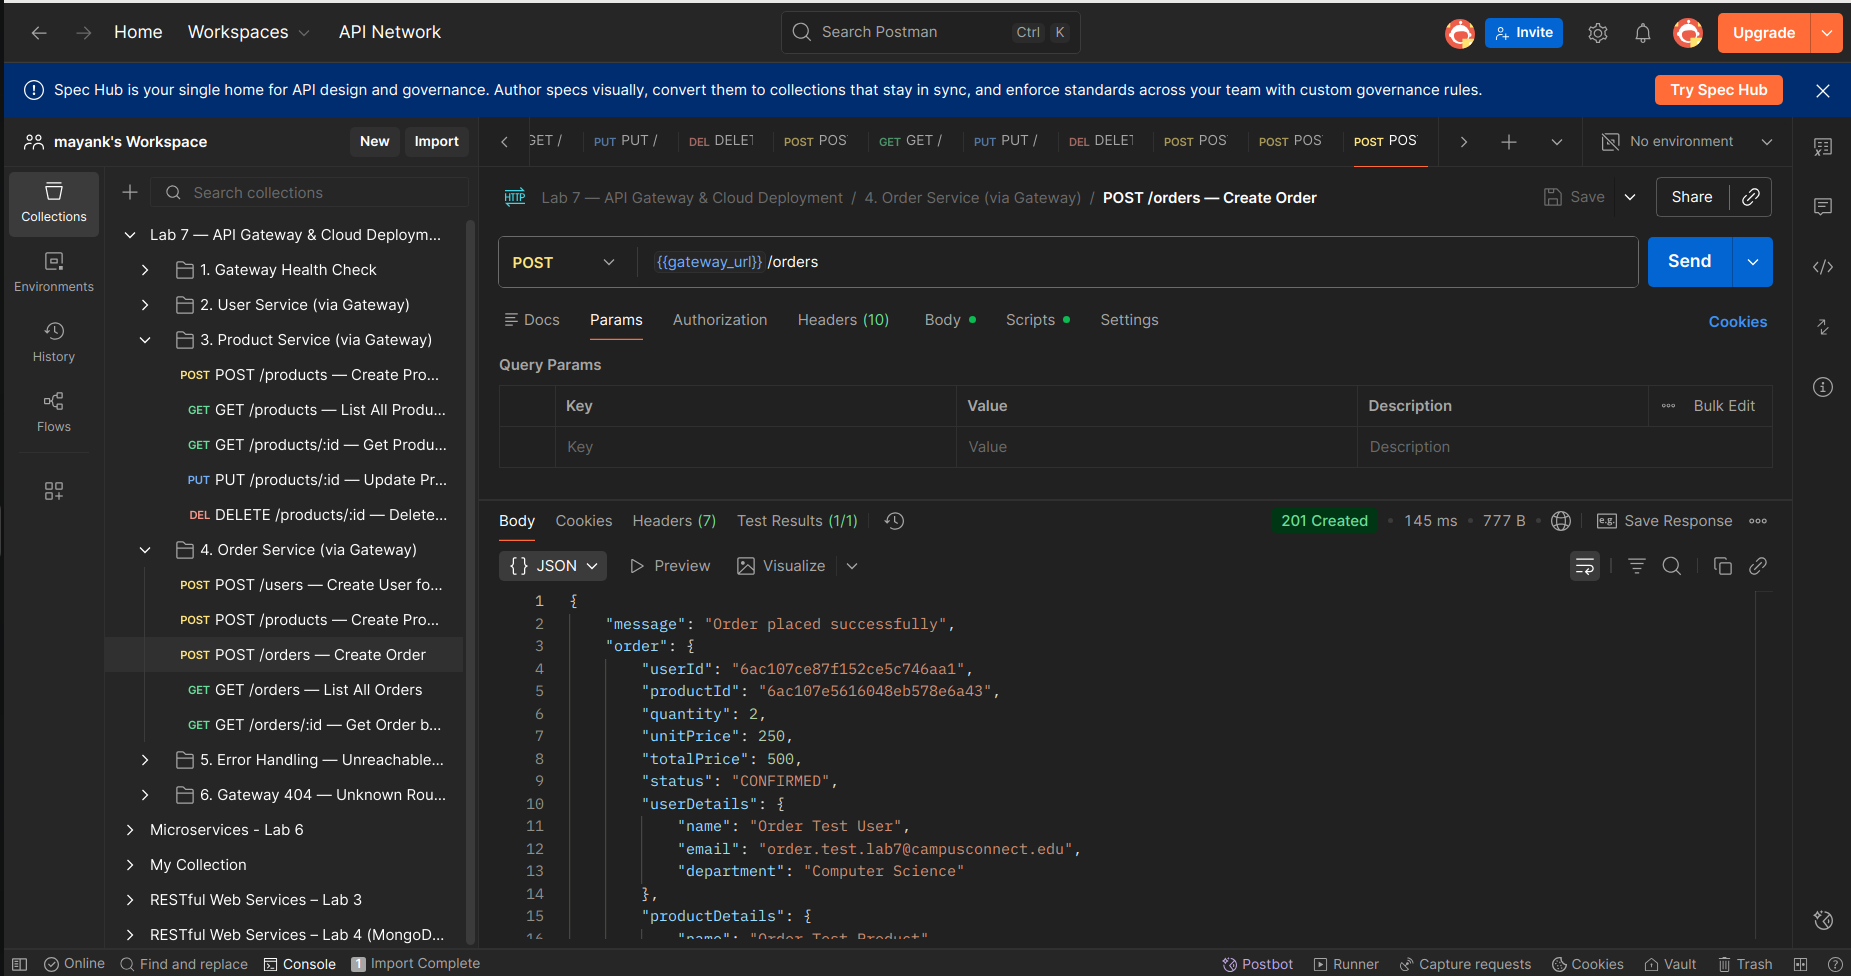 Home Workspaces API Network Search Postman Ctrl K Invite Upgrade
Spec Hub is your single home for API design and governance. Author specs visually, convert them to collections that stay in sync, and enforce standards across your team with custom governance rules. Try Spec Hub
mayank's Workspace New Import
GET / PUT PUT / DEL DELET POST POS GET GET / PUT PUT / DEL DELET POST POS POST POS POST POS No environment
Collections
Environments
History
Flows
Search collections
Lab 7 — API Gateway & Cloud Deploym...
1. Gateway Health Check
2. User Service (via Gateway)
3. Product Service (via Gateway)
POST POST /products — Create Pro...
GET GET /products — List All Produ...
GET GET /products/:id — Get Produ...
PUT PUT /products/:id — Update Pr...
DEL DELETE /products/:id — Delete...
4. Order Service (via Gateway)
POST POST /users — Create User fo...
POST POST /products — Create Pro...
POST POST /orders — Create Order
GET GET /orders — List All Orders
GET GET /orders/:id — Get Order b...
5. Error Handling — Unreachable...
6. Gateway 404 — Unknown Rou...
Microservices - Lab 6
My Collection
RESTful Web Services – Lab 3
RESTful Web Services – Lab 4 (MongoD...
HTTP Lab 7 — API Gateway & Cloud Deployment / 4. Order Service (via Gateway) / POST /orders — Create Order Save Share
POST {{gateway_url}} /orders Send
Docs Params Authorization Headers (10) Body Scripts Settings Cookies
Query Params
Key Value Description Bulk Edit
Key Value Description
Body Cookies Headers (7) Test Results (1/1) 201 Created 145 ms 777 B e.g. Save Response
{} JSON Preview Visualize
1 {
2 "message": "Order placed successfully",
3 "order": {
4 "userId": "6ac107ce87f152ce5c746aa1",
5 "productId": "6ac107e5616048eb578e6a43",
6 "quantity": 2,
7 "unitPrice": 250,
8 "totalPrice": 500,
9 "status": "CONFIRMED",
10 "userDetails": {
11 "name": "Order Test User",
12 "email": "order.test.lab7@campusconnect.edu",
13 "department": "Computer Science"
14 },
15 "productDetails": {
16 "name": "Order Test Product"
Online Find and replace Console 1 Import Complete Postbot Runner Capture requests Cookies Vault Trash